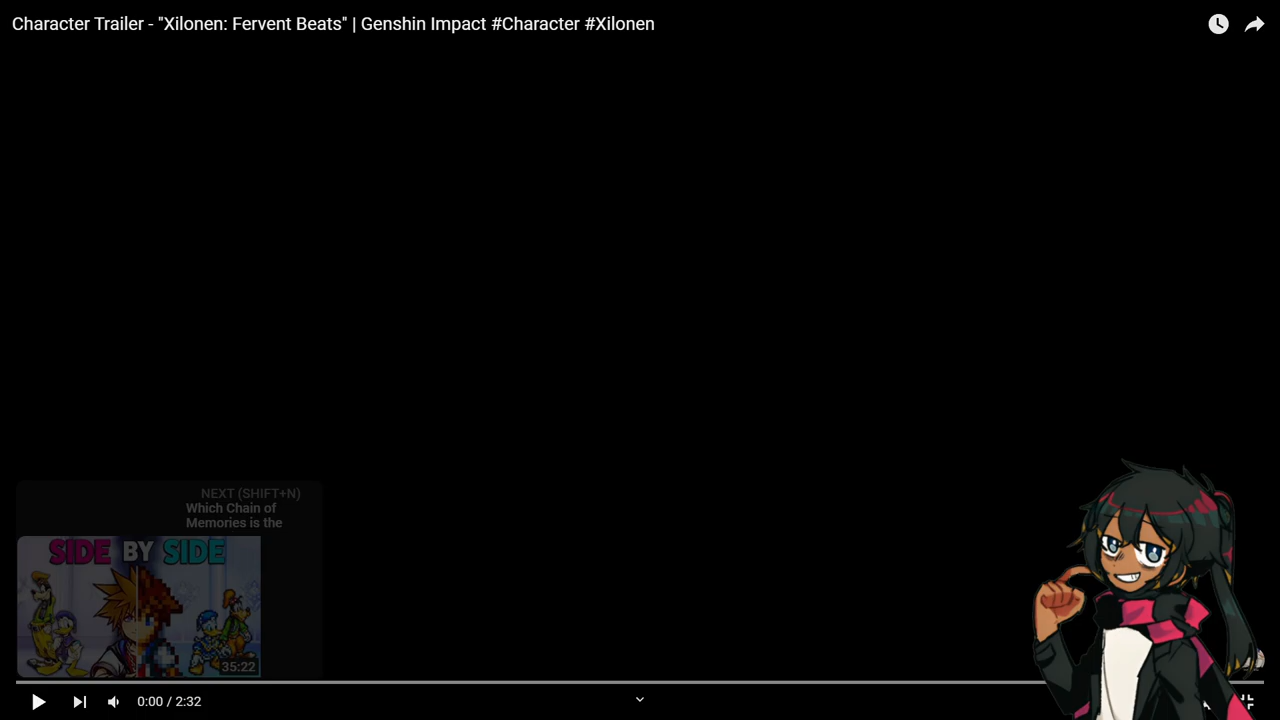 Character Trailer - "Xilonen: Fervent Beats" | Genshin Impact #Character #Xilonen
NEXT (SHIFT+N)
Which Chain of
Memories is the
SIDE BY SIDE
35:22
0:00 / 2:32